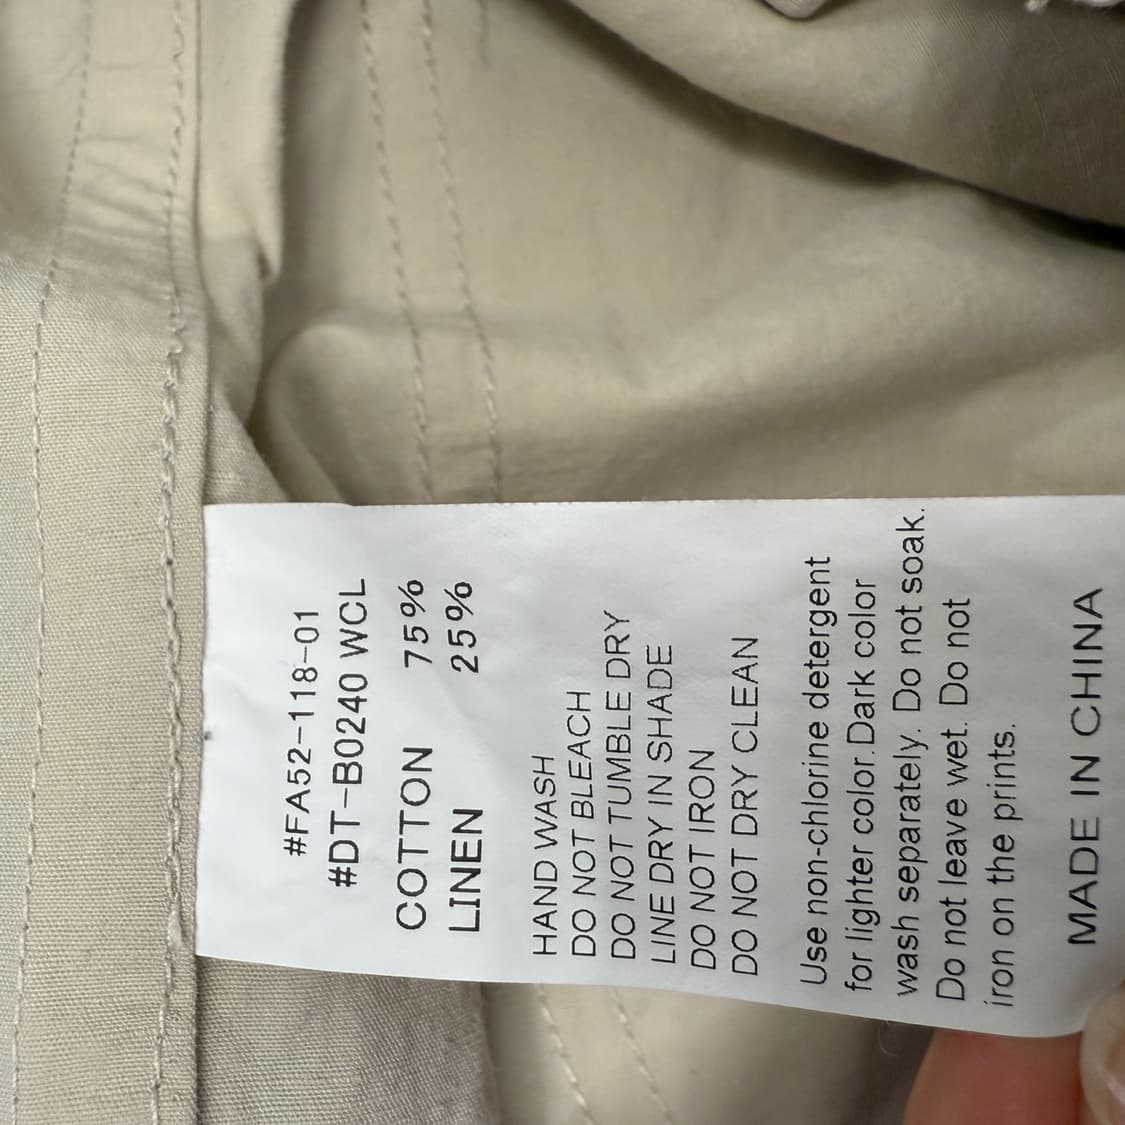 #FA52-118-01
#DT-B0240 WCL
COTTON 75%
LINEN 25%
HAND WASH
DO NOT BLEACH
DO NOT TUMBLE DRY
LINE DRY IN SHADE
DO NOT IRON
DO NOT DRY CLEAN
Use non-chlorine detergent
for lighter color.Dark color
wash separately. Do not soak.
Do not leave wet. Do not
iron on the prints.
MADE IN CHINA